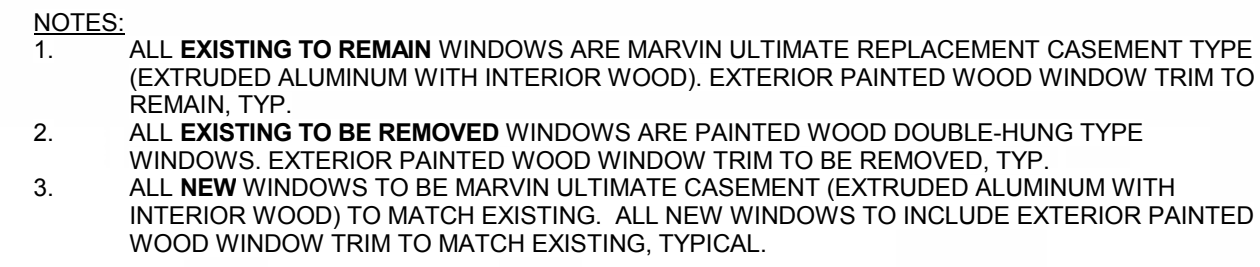 NOTES:
1. ALL EXISTING TO REMAIN WINDOWS ARE MARVIN ULTIMATE REPLACEMENT CASEMENT TYPE
(EXTRUDED ALUMINUM WITH INTERIOR WOOD). EXTERIOR PAINTED WOOD WINDOW TRIM TO
REMAIN, TYP.
2. ALL EXISTING TO BE REMOVED WINDOWS ARE PAINTED WOOD DOUBLE-HUNG TYPE
WINDOWS. EXTERIOR PAINTED WOOD WINDOW TRIM TO BE REMOVED, TYP.
3. ALL NEW WINDOWS TO BE MARVIN ULTIMATE CASEMENT (EXTRUDED ALUMINUM WITH
INTERIOR WOOD) TO MATCH EXISTING. ALL NEW WINDOWS TO INCLUDE EXTERIOR PAINTED
WOOD WINDOW TRIM TO MATCH EXISTING, TYPICAL.